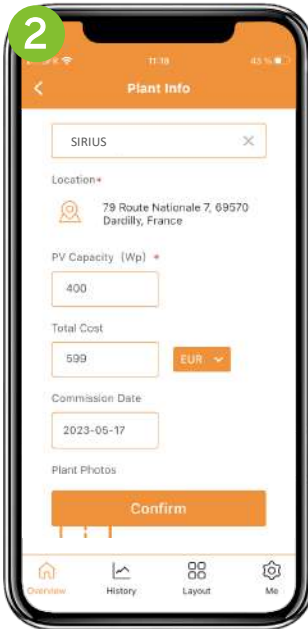 2
11:18
43 %
Plant Info
SIRIUS
Location*
79 Route Nationale 7, 69570
Dardilly, France
PV Capacity (Wp) *
400
Total Cost
599
EUR
Commission Date
2023-05-17
Plant Photos
Confirm
Overview
History
Layout
Me